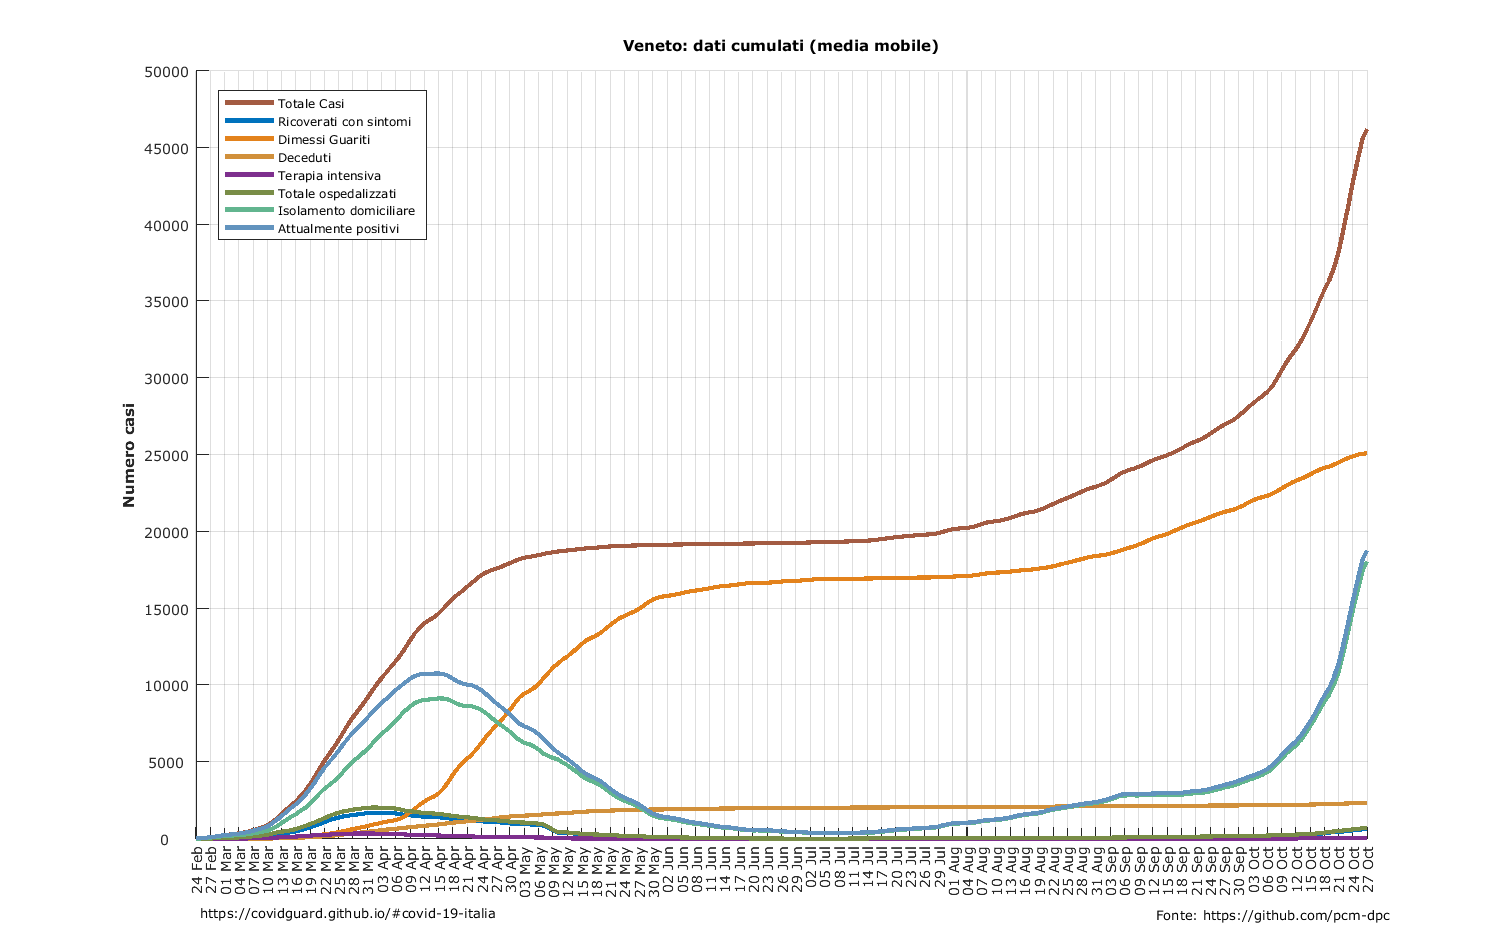 Veneto: dati cumulati (media mobile)
50000
45000
40000
35000
30000
25000
20000
15000
10000
5000
0
Numero casi
Totale Casi
Ricoverati con sintomi
Dimessi Guariti
Deceduti
Terapia intensiva
Totale ospedalizzati
Isolamento domiciliare
Attualmente positivi
24 Feb
27 Feb
01 Mar
04 Mar
07 Mar
10 Mar
13 Mar
16 Mar
19 Mar
22 Mar
25 Mar
28 Mar
31 Mar
03 Apr
06 Apr
09 Apr
12 Apr
15 Apr
18 Apr
21 Apr
24 Apr
27 Apr
30 Apr
03 May
06 May
09 May
12 May
15 May
18 May
21 May
24 May
27 May
30 May
02 Jun
05 Jun
08 Jun
11 Jun
14 Jun
17 Jun
20 Jun
23 Jun
26 Jun
29 Jun
02 Jul
05 Jul
08 Jul
11 Jul
14 Jul
17 Jul
20 Jul
23 Jul
26 Jul
29 Jul
01 Aug
04 Aug
07 Aug
10 Aug
13 Aug
16 Aug
19 Aug
22 Aug
25 Aug
28 Aug
31 Aug
03 Sep
06 Sep
09 Sep
12 Sep
15 Sep
18 Sep
21 Sep
24 Sep
27 Sep
30 Sep
03 Oct
06 Oct
09 Oct
12 Oct
15 Oct
18 Oct
21 Oct
24 Oct
27 Oct
https://covidguard.github.io/#covid-19-italia
Fonte: https://github.com/pcm-dpc